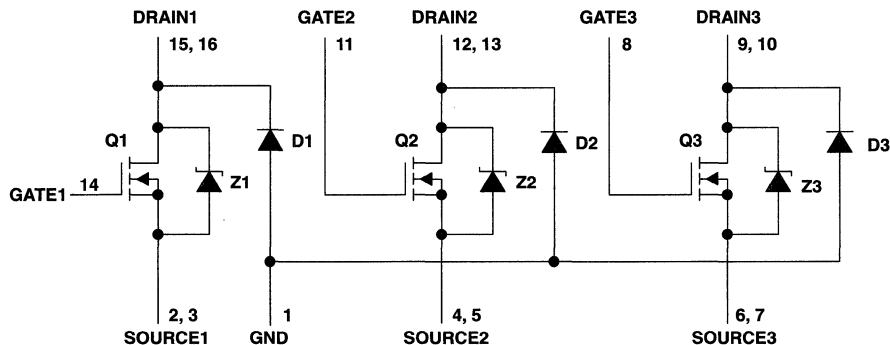 DRAIN1 GATE2 DRAIN2 GATE3 DRAIN3
15, 16 11 12, 13 8 9, 10
Q1 D1 Q2 D2 Q3 D3
GATE1 14 Z1 Z2 Z3
2, 3 1 4, 5 6, 7
SOURCE1 GND SOURCE2 SOURCE3